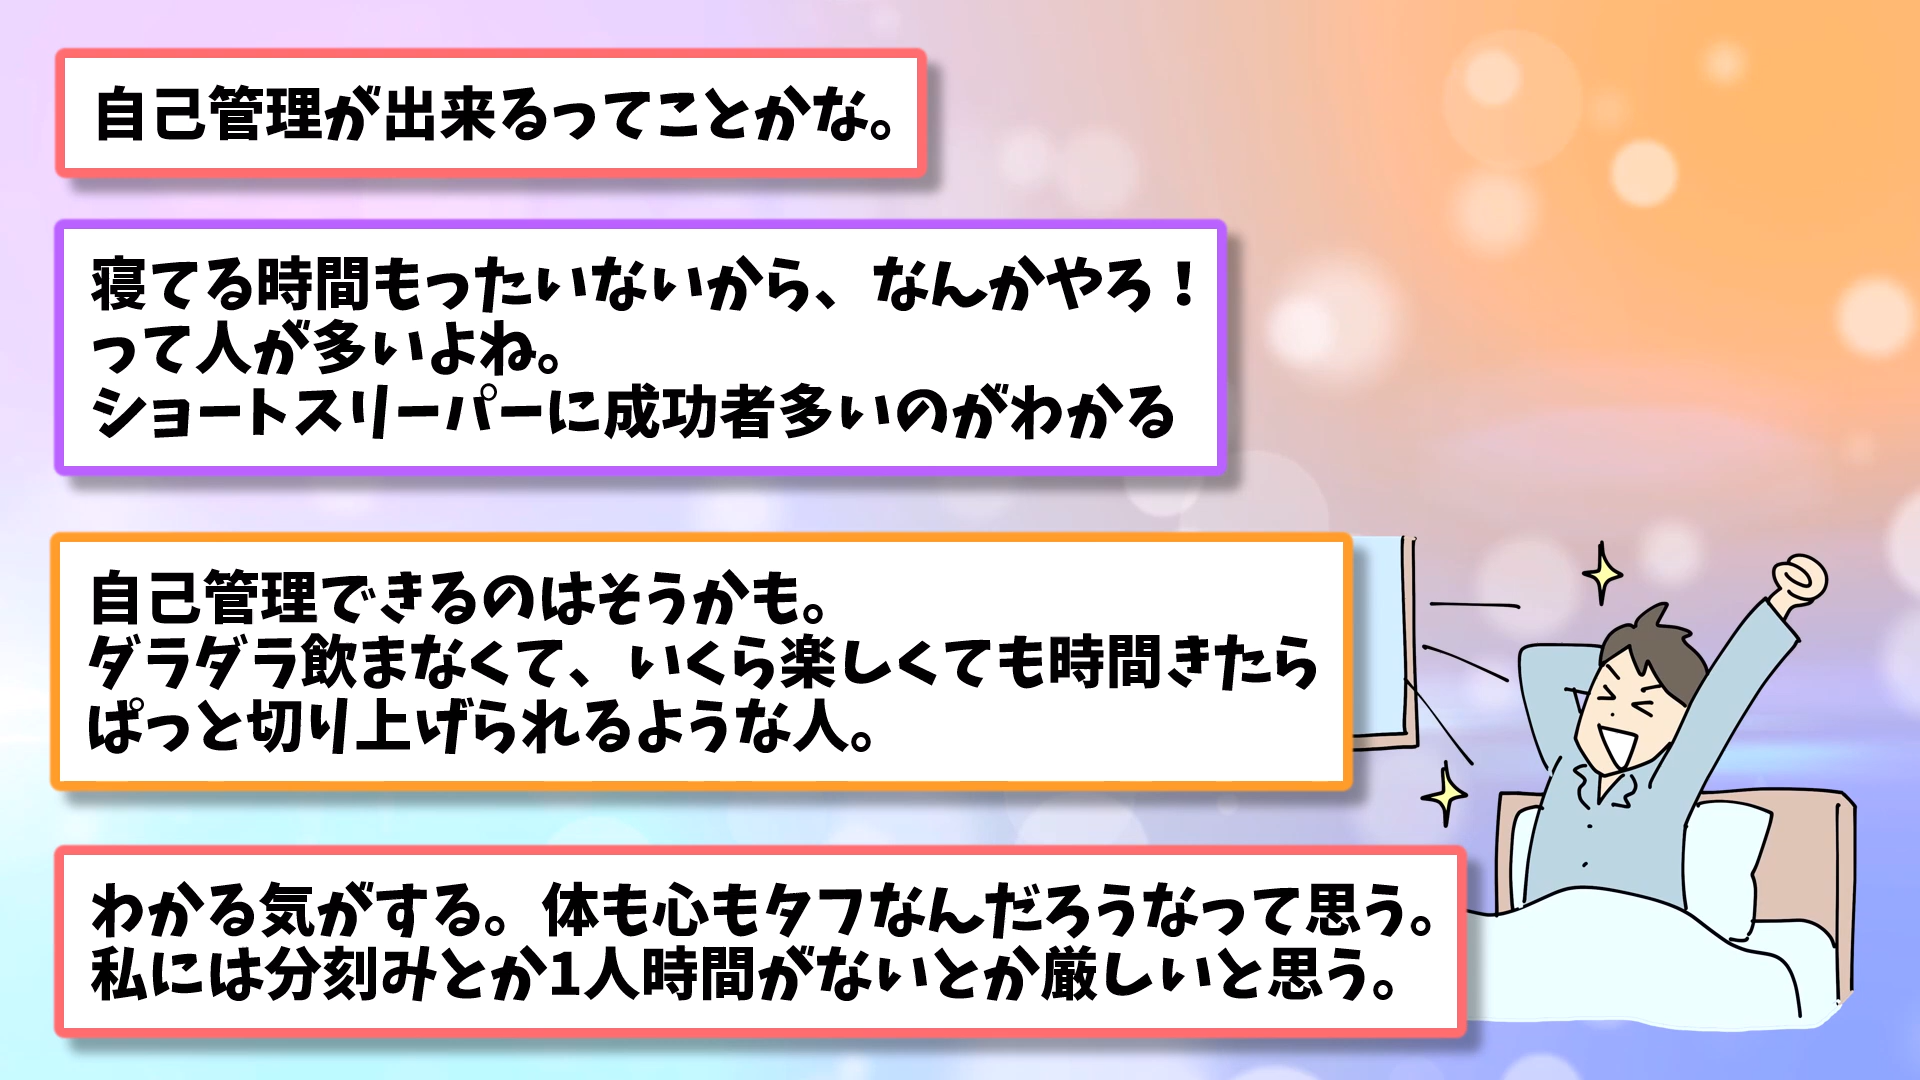 自己管理が出来るってことかな。
寝てる時間もったいないから、なんかやろ！
って人が多いよね。
ショートスリーパーに成功者多いのがわかる
自己管理できるのはそうかも。
ダラダラ飲まなくて、いくら楽しくても時間きたら
ぱっと切り上げられるような人。
わかる気がする。体も心もタフなんだろうなって思う。
私には分刻みとか1人時間がないとか厳しいと思う。